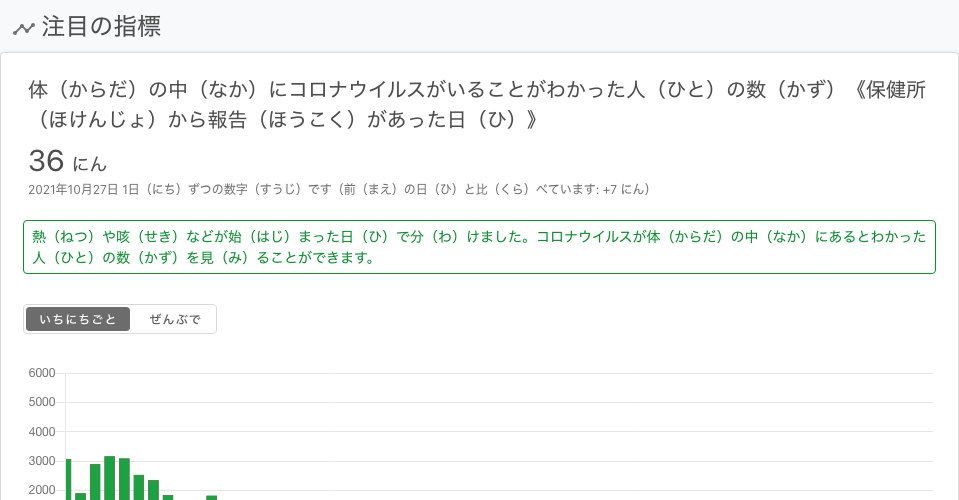 注目の指標
体（からだ）の中（なか）にコロナウイルスがいることがわかった人（ひと）の数（かず）《保健所
（ほけんじょ）から報告（ほうこく）があった日（ひ）》
36 にん
2021年10月27日 1日（にち）ずつの数字（すうじ）です（前（まえ）の日（ひ）と比（くら）べています: +7 にん）
熱（ねつ）や咳（せき）などが始（はじ）まった日（ひ）で分（わ）けました。コロナウイルスが体（からだ）の中（なか）にあるとわかった
人（ひと）の数（かず）を見（み）ることができます。
いちにちごと ぜんぶで
6000
5000
4000
3000
2000